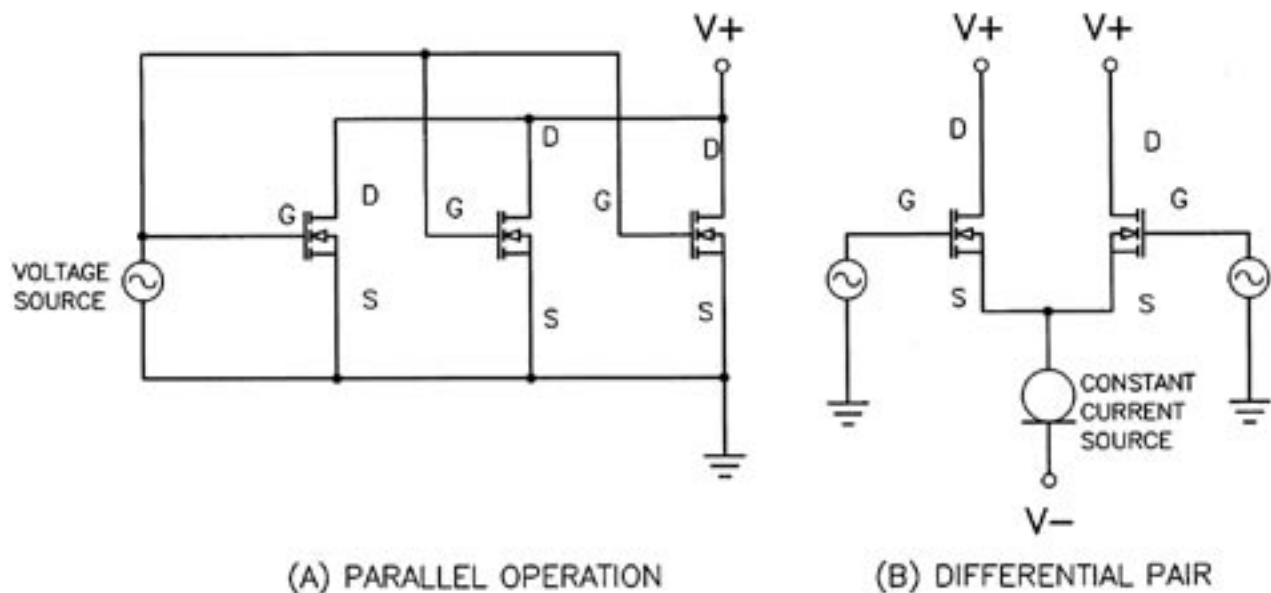 V+
V+
V+
D
D
D
D
D
G
G
G
G
G
VOLTAGE
SOURCE
S
S
S
S
S
CONSTANT
CURRENT
SOURCE
V−
(A) PARALLEL OPERATION
(B) DIFFERENTIAL PAIR